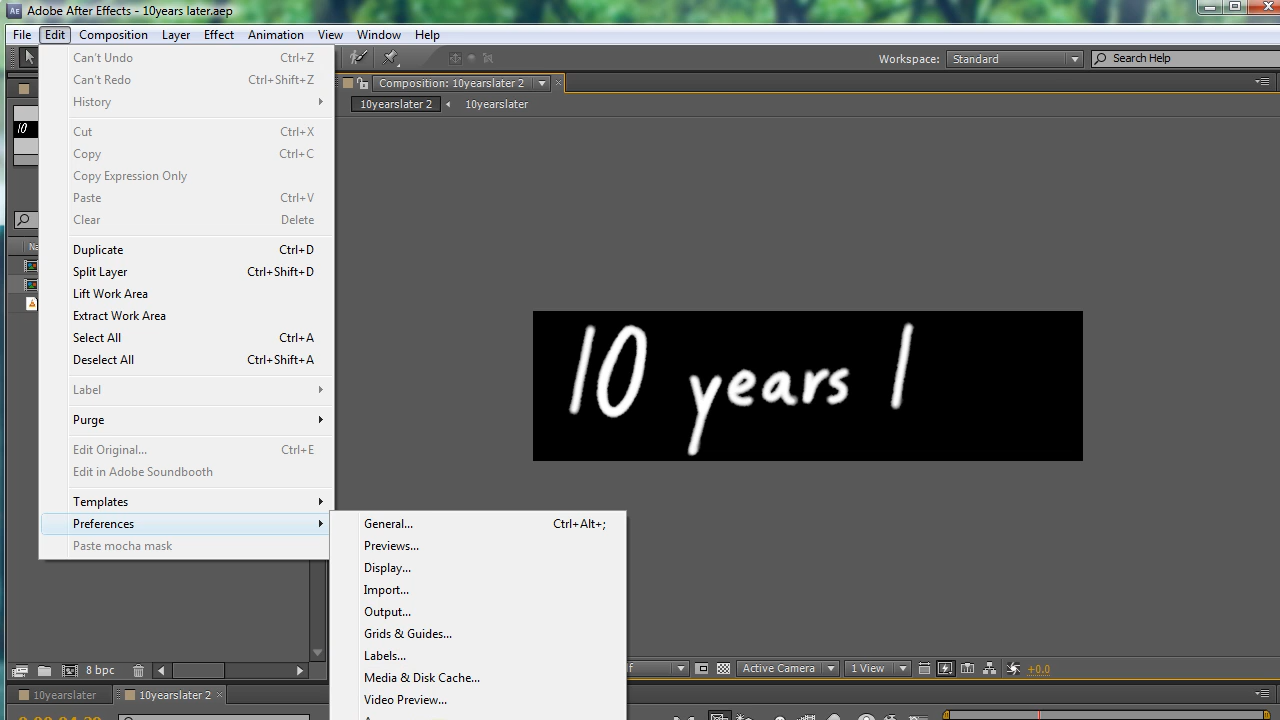 Adobe After Effects - 10years later.aep
File Edit Composition Layer Effect Animation View Window Help
Workspace: Standard Search Help
Can't Undo Ctrl+Z
Can't Redo Ctrl+Shift+Z
History
Cut Ctrl+X
Copy Ctrl+C
Copy Expression Only
Paste Ctrl+V
Clear Delete
Duplicate Ctrl+D
Split Layer Ctrl+Shift+D
Lift Work Area
Extract Work Area
Select All Ctrl+A
Deselect All Ctrl+Shift+A
Label
Purge
Edit Original... Ctrl+E
Edit in Adobe Soundbooth
Templates
Preferences
Paste mocha mask
General... Ctrl+Alt+;
Previews...
Display...
Import...
Output...
Grids & Guides...
Labels...
Media & Disk Cache...
Video Preview...
Composition: 10yearslater 2
10yearslater 2 10yearslater
10
10 years l
8 bpc
Active Camera 1 View +0.0
10yearslater 10yearslater 2